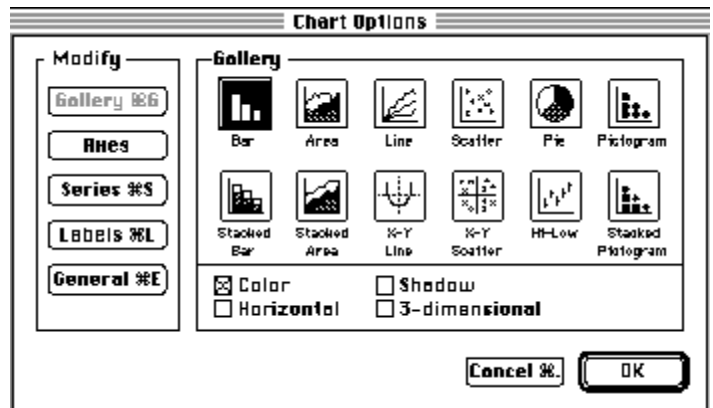 Chart Options
Modify
Gallery ⌘G
Axes
Series ⌘S
Labels ⌘L
General ⌘E
Gallery
Bar Area Line Scatter Pie Pictogram
Stacked Bar Stacked Area X-Y Line X-Y Scatter Hi-Low Stacked Pictogram
Color Shadow
Horizontal 3-dimensional
Cancel ⌘. OK